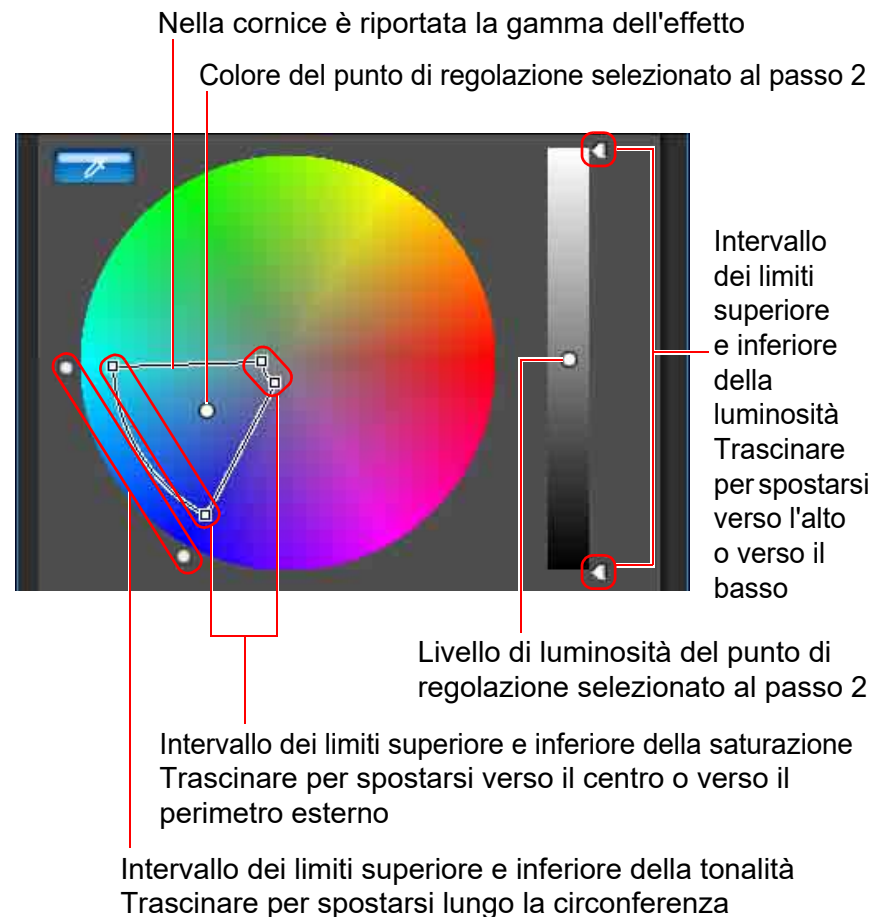 Nella cornice è riportata la gamma dell'effetto
Colore del punto di regolazione selezionato al passo 2
Intervallo
dei limiti
superiore
e inferiore
della
luminosità
Trascinare
per spostarsi
verso l'alto
o verso il
basso
Livello di luminosità del punto di
regolazione selezionato al passo 2
Intervallo dei limiti superiore e inferiore della saturazione
Trascinare per spostarsi verso il centro o verso il
perimetro esterno
Intervallo dei limiti superiore e inferiore della tonalità
Trascinare per spostarsi lungo la circonferenza